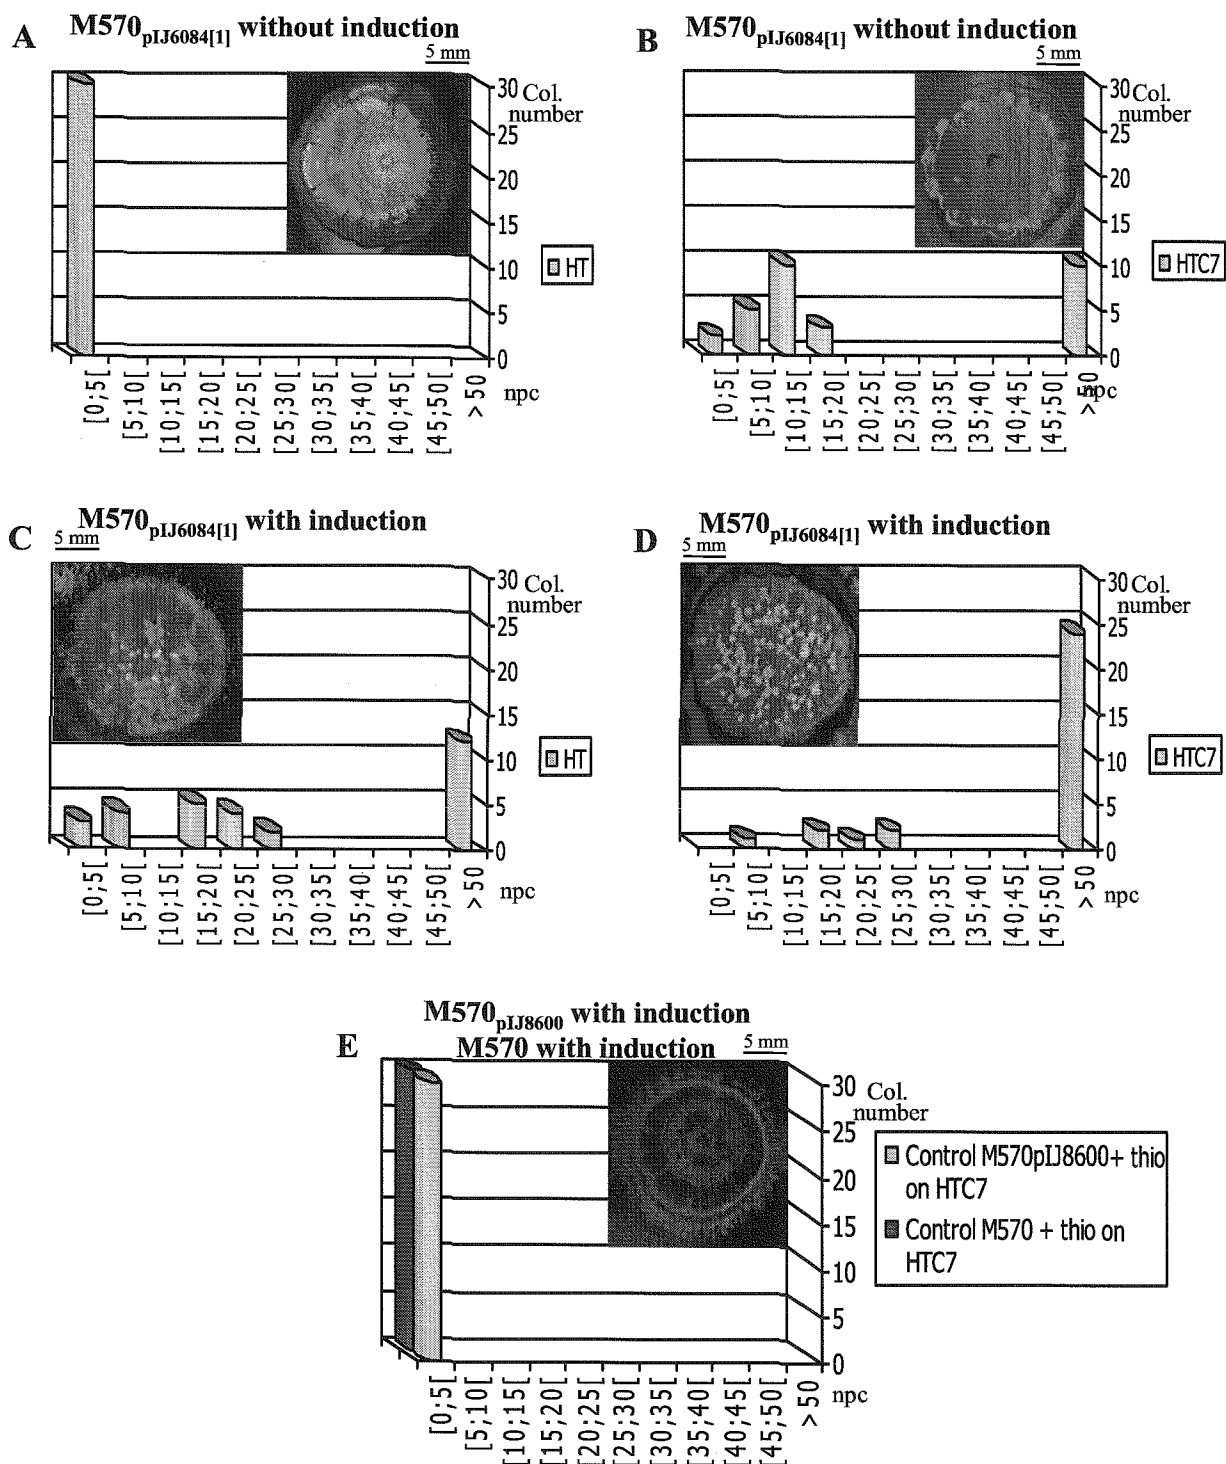 A
M570pIJ6084[1] without induction
5 mm
30
25
20
15
10
5
0
Col.
number
HT
[0;5[
[5;10[
[10;15[
[15;20[
[20;25[
[25;30[
[30;35[
[35;40[
[40;45[
[45;50[
> 50
npc
B
M570pIJ6084[1] without induction
5 mm
30
25
20
15
10
5
0
Col.
number
HTC7
[0;5[
[5;10[
[10;15[
[15;20[
[20;25[
[25;30[
[30;35[
[35;40[
[40;45[
[45;50[
> 50
npc
C
M570pIJ6084[1] with induction
5 mm
30
25
20
15
10
5
0
Col.
number
HT
[0;5[
[5;10[
[10;15[
[15;20[
[20;25[
[25;30[
[30;35[
[35;40[
[40;45[
[45;50[
> 50
npc
D
M570pIJ6084[1] with induction
5 mm
30
25
20
15
10
5
0
Col.
number
HTC7
[0;5[
[5;10[
[10;15[
[15;20[
[20;25[
[25;30[
[30;35[
[35;40[
[40;45[
[45;50[
> 50
npc
E
M570pIJ8600 with induction
M570 with induction
5 mm
30
25
20
15
10
5
0
Col.
number
Control M570pIJ8600+ thio
on HTC7
Control M570 + thio on
HTC7
[0;5[
[5;10[
[10;15[
[15;20[
[20;25[
[25;30[
[30;35[
[35;40[
[40;45[
[45;50[
> 50
npc